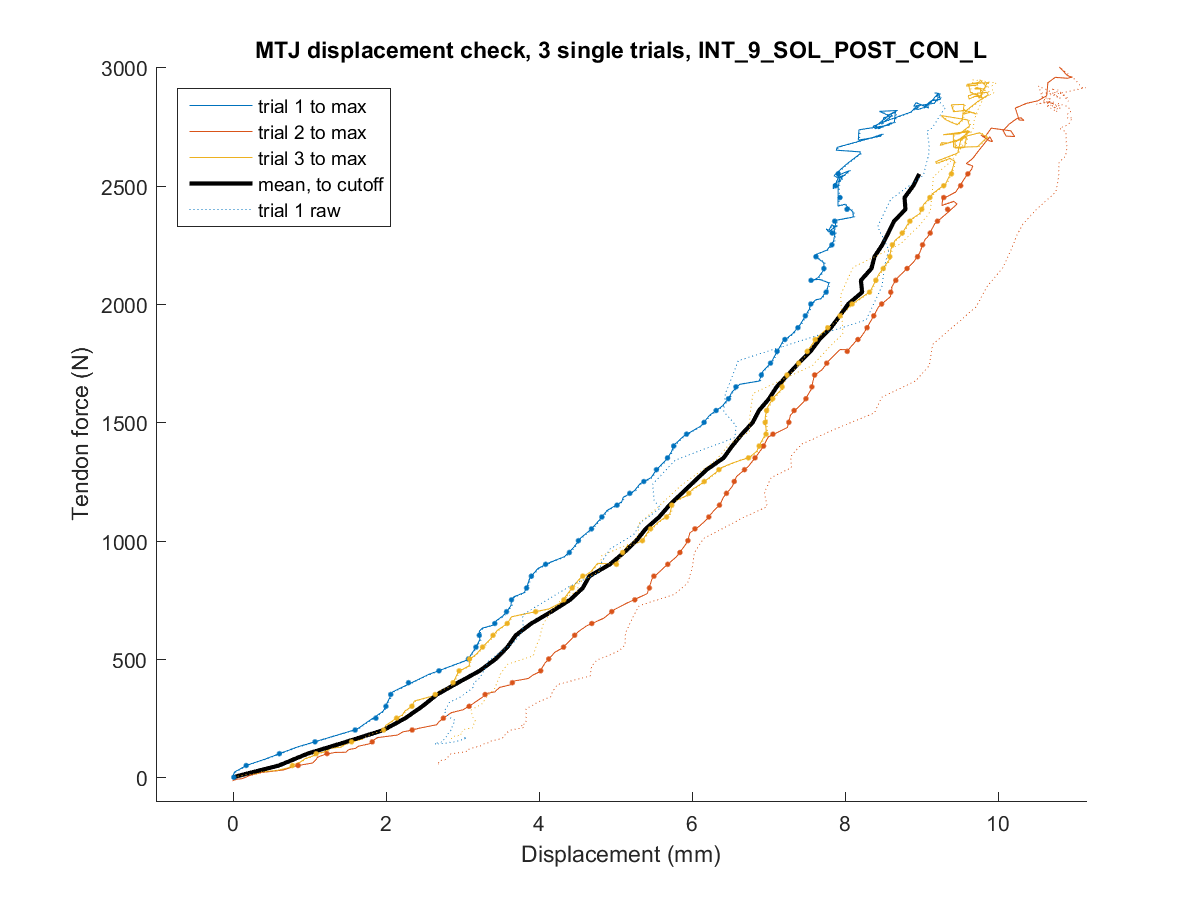 MTJ displacement check, 3 single trials, INT_9_SOL_POST_CON_L
3000
2500
2000
1500
1000
500
0
Tendon force (N)
trial 1 to max
trial 2 to max
trial 3 to max
mean, to cutoff
trial 1 raw
0 2 4 6 8 10
Displacement (mm)